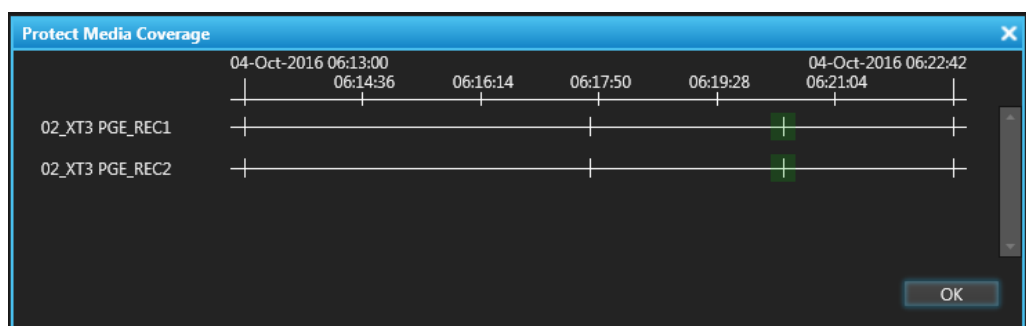 Protect Media Coverage
04-Oct-2016 06:13:00 04-Oct-2016 06:22:42
06:14:36 06:16:14 06:17:50 06:19:28 06:21:04
02_XT3 PGE_REC1
02_XT3 PGE_REC2
OK